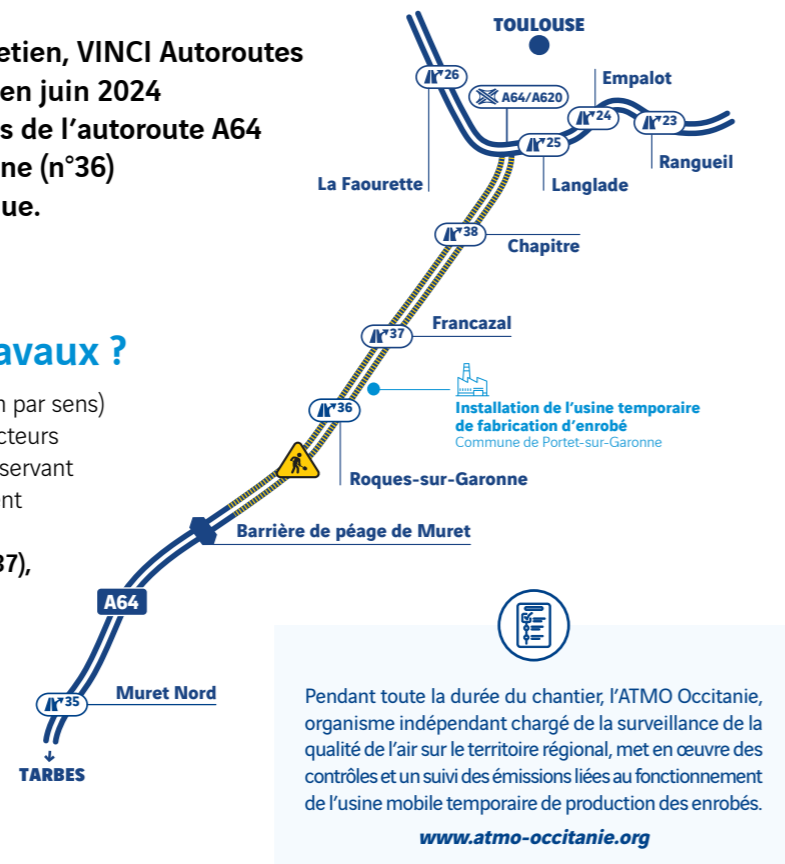 etien, VINCI Autoroutes
en juin 2024
s de l'autoroute A64
ne (n°36)
ue.
avaux ?
n par sens)
cteurs
servant
nt
37),
TOULOUSE
26
A64/A620
Empalot
24
23
25
La Faourette
Langlade
Rangueil
38
Chapitre
Francazal
37
36
Installation de l'usine temporaire
de fabrication d'enrobé
Commune de Portet-sur-Garonne
Roques-sur-Garonne
Barrière de péage de Muret
A64
Muret Nord
35
TARBES
Pendant toute la durée du chantier, l'ATMO Occitanie,
organisme indépendant chargé de la surveillance de la
qualité de l'air sur le territoire régional, met en œuvre des
contrôles et un suivi des émissions liées au fonctionnement
de l'usine mobile temporaire de production des enrobés.
www.atmo-occitanie.org